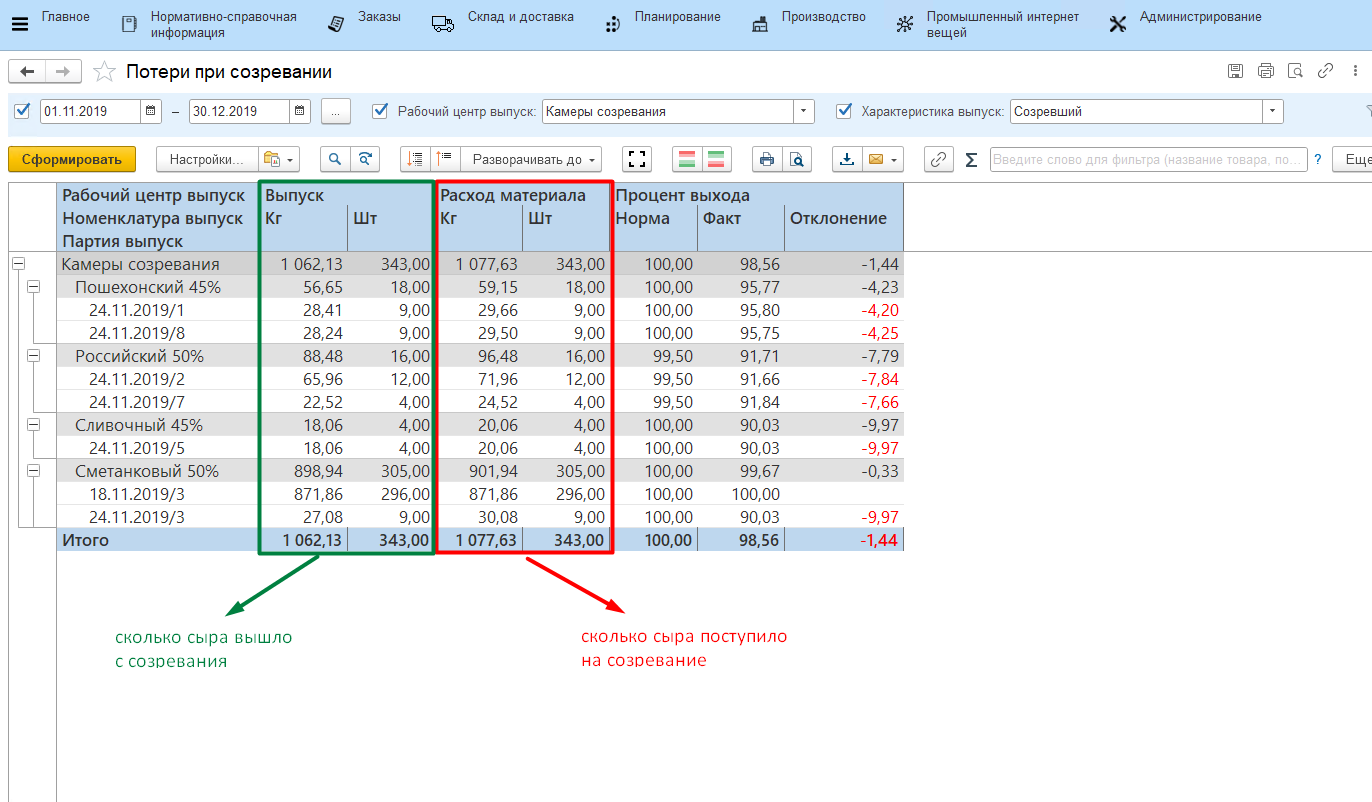 Главное
Нормативно-справочная
информация
Заказы
Склад и доставка
Планирование
Производство
Промышленный интернет
вещей
Администрирование
Потери при созревании
01.11.2019 – 30.12.2019 ... Рабочий центр выпуск: Камеры созревания Характеристика выпуск: Созревший
Сформировать Настройки... Разворачивать до Введите слово для фильтра (название товара, по... ? Еще
Рабочий центр выпуск Выпуск Расход материала Процент выхода
Номенклатура выпуск Кг Шт Кг Шт Норма Факт Отклонение
Партия выпуск
Камеры созревания 1 062,13 343,00 1 077,63 343,00 100,00 98,56 -1,44
Пошехонский 45% 56,65 18,00 59,15 18,00 100,00 95,77 -4,23
24.11.2019/1 28,41 9,00 29,66 9,00 100,00 95,80 -4,20
24.11.2019/8 28,24 9,00 29,50 9,00 100,00 95,75 -4,25
Российский 50% 88,48 16,00 96,48 16,00 99,50 91,71 -7,79
24.11.2019/2 65,96 12,00 71,96 12,00 99,50 91,66 -7,84
24.11.2019/7 22,52 4,00 24,52 4,00 99,50 91,84 -7,66
Сливочный 45% 18,06 4,00 20,06 4,00 100,00 90,03 -9,97
24.11.2019/5 18,06 4,00 20,06 4,00 100,00 90,03 -9,97
Сметанковый 50% 898,94 305,00 901,94 305,00 100,00 99,67 -0,33
18.11.2019/3 871,86 296,00 871,86 296,00 100,00 100,00
24.11.2019/3 27,08 9,00 30,08 9,00 100,00 90,03 -9,97
Итого 1 062,13 343,00 1 077,63 343,00 100,00 98,56 -1,44
сколько сыра вышло
с созревания
сколько сыра поступило
на созревание